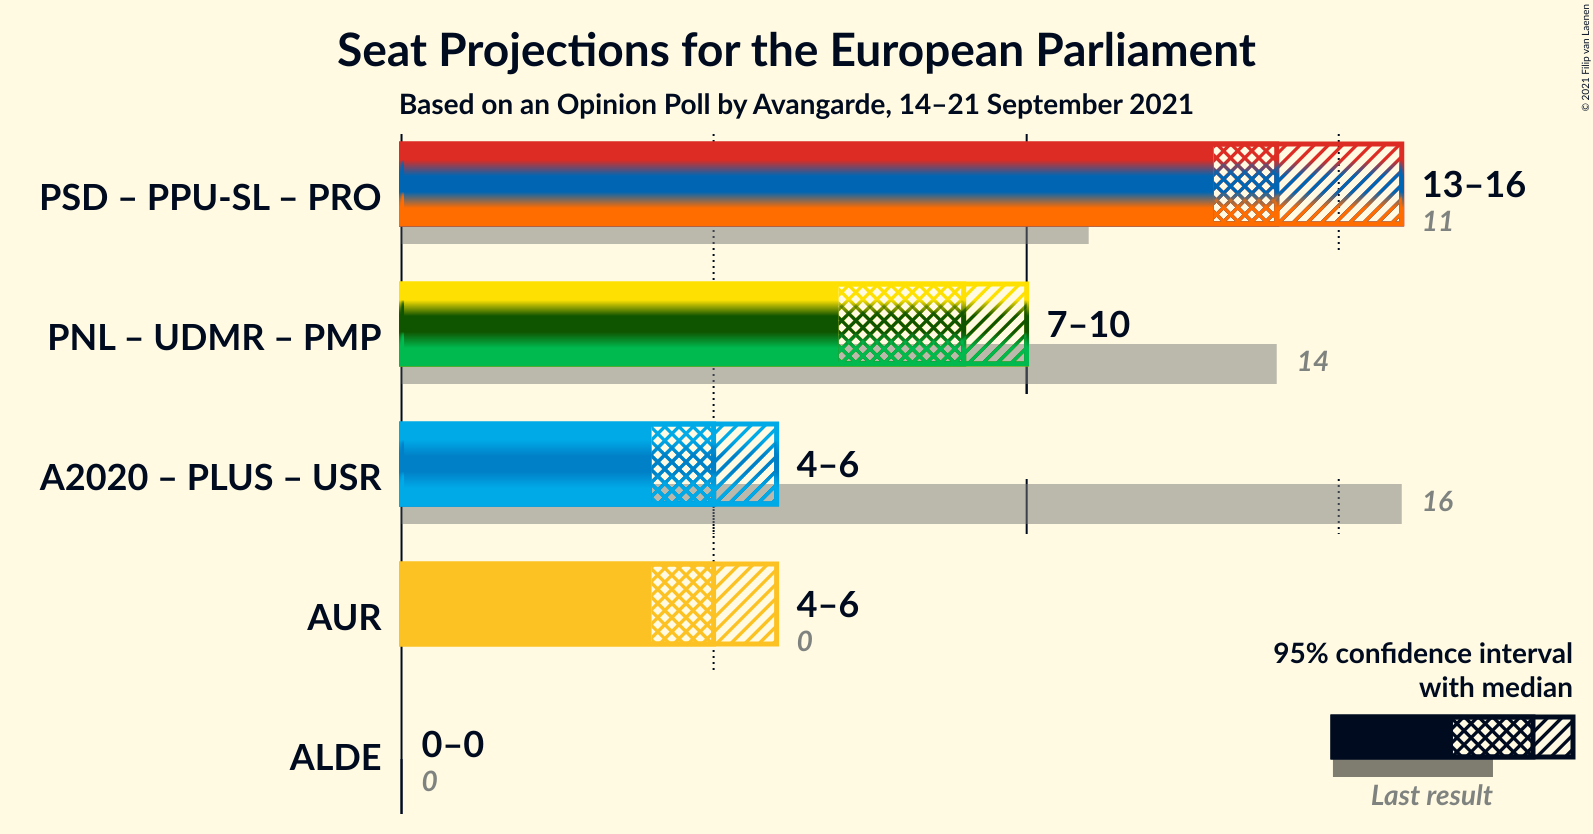 Seat Projections for the European Parliament
Based on an Opinion Poll by Avangarde, 14–21 September 2021
© 2021 Filip van Laenen
PSD – PPU-SL – PRO
13–16
11
PNL – UDMR – PMP
7–10
14
A2020 – PLUS – USR
4–6
16
AUR
4–6
0
ALDE
0–0
0
95% confidence interval
with median
Last result